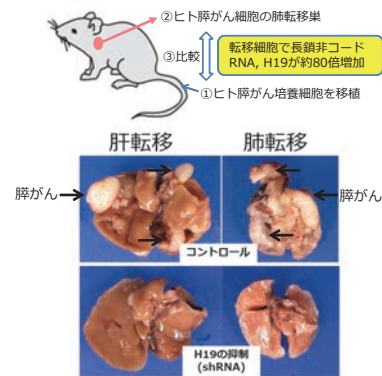 ②ヒト膵がん細胞の肺転移巣
③比較
転移細胞で長鎖非コード
RNA, H19が約80倍増加
①ヒト膵がん培養細胞を移植
肝転移
肺転移
膵がん
膵がん
コントロール
H19の抑制
(shRNA)